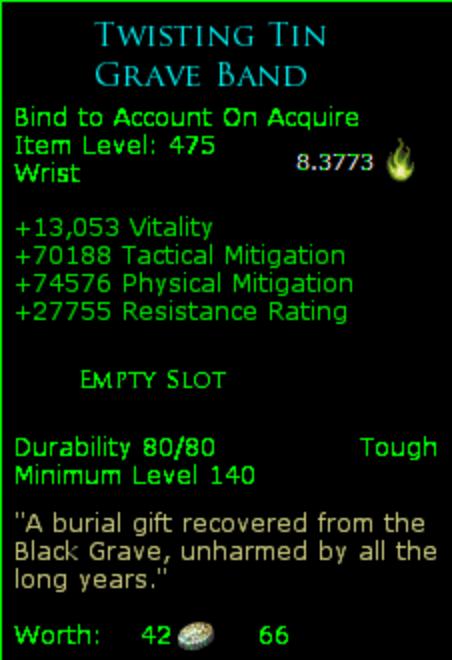 Twisting Tin
Grave Band
Bind to Account On Acquire
Item Level: 475
8.3773
Wrist
+13,053 Vitality
+70188 Tactical Mitigation
+74576 Physical Mitigation
+27755 Resistance Rating
Empty Slot
Durability 80/80 Tough
Minimum Level 140
"A burial gift recovered from the
Black Grave, unharmed by all the
long years."
Worth: 42 66